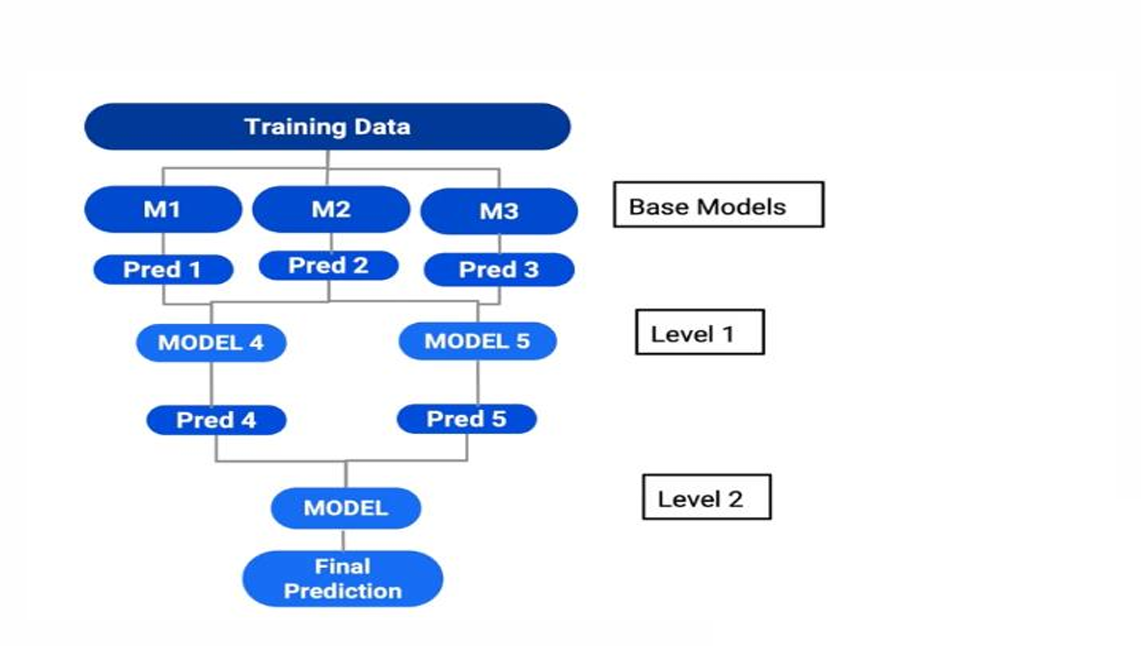 Training Data
M1
M2
M3
Base Models
Pred 1
Pred 2
Pred 3
MODEL 4
MODEL 5
Level 1
Pred 4
Pred 5
MODEL
Level 2
Final
Prediction